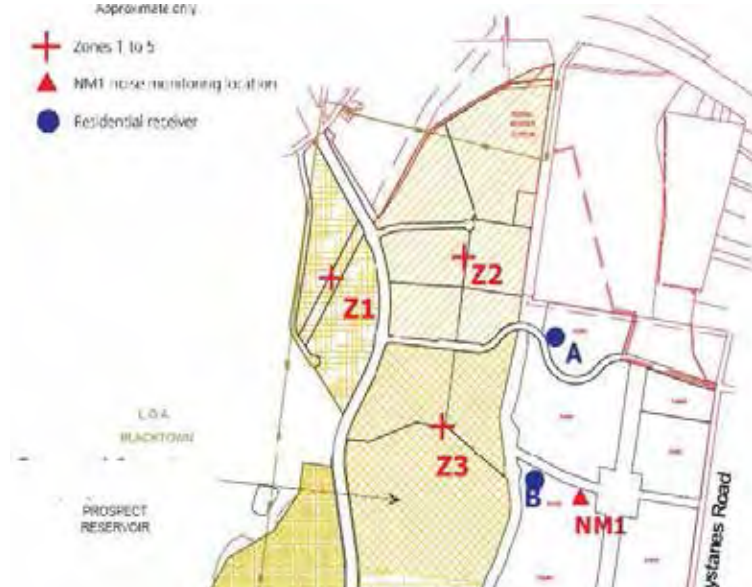 Approximate only
Zones 1 to 5
NM1 noise monitoring location
Residential receiver
Z1
Z2
A
Z3
L.G.A.
BLACKTOWN
B
NM1
PROSPECT
RESERVOIR
ystanes Road